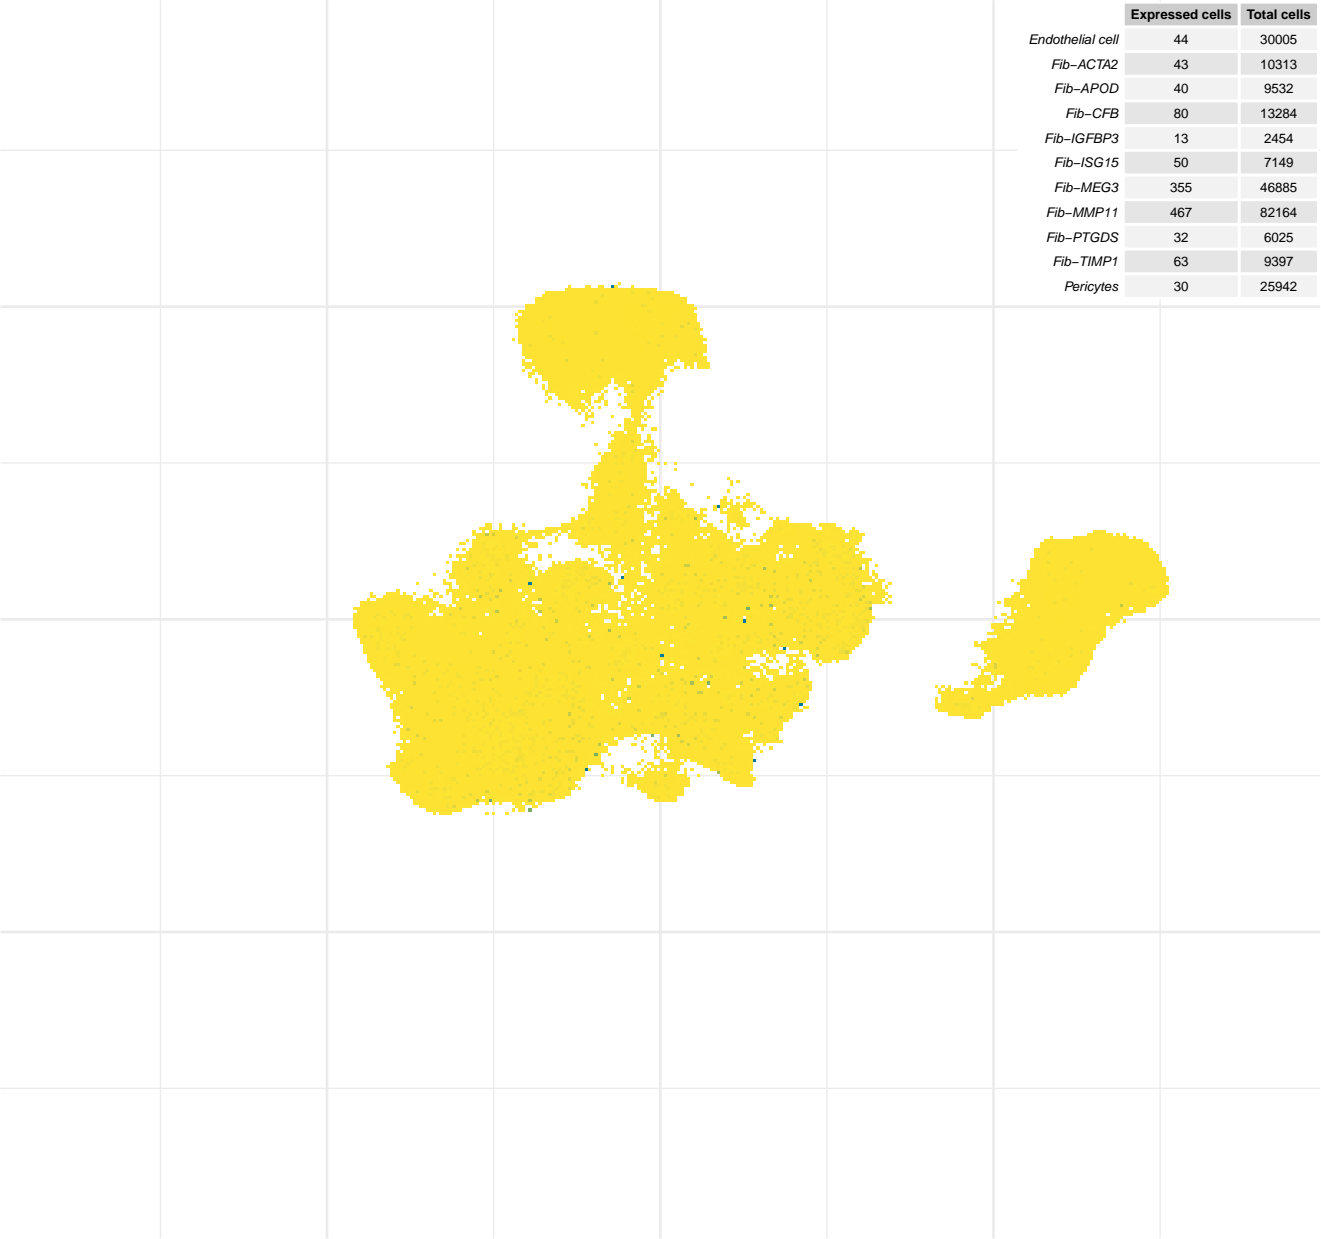 Expressed cells Total cells
Endothelial cell 44 30005
Fib−ACTA2 43 10313
Fib−APOD 40 9532
Fib−CFB 80 13284
Fib−IGFBP3 13 2454
Fib−ISG15 50 7149
Fib−MEG3 355 46885
Fib−MMP11 467 82164
Fib−PTGDS 32 6025
Fib−TIMP1 63 9397
Pericytes 30 25942